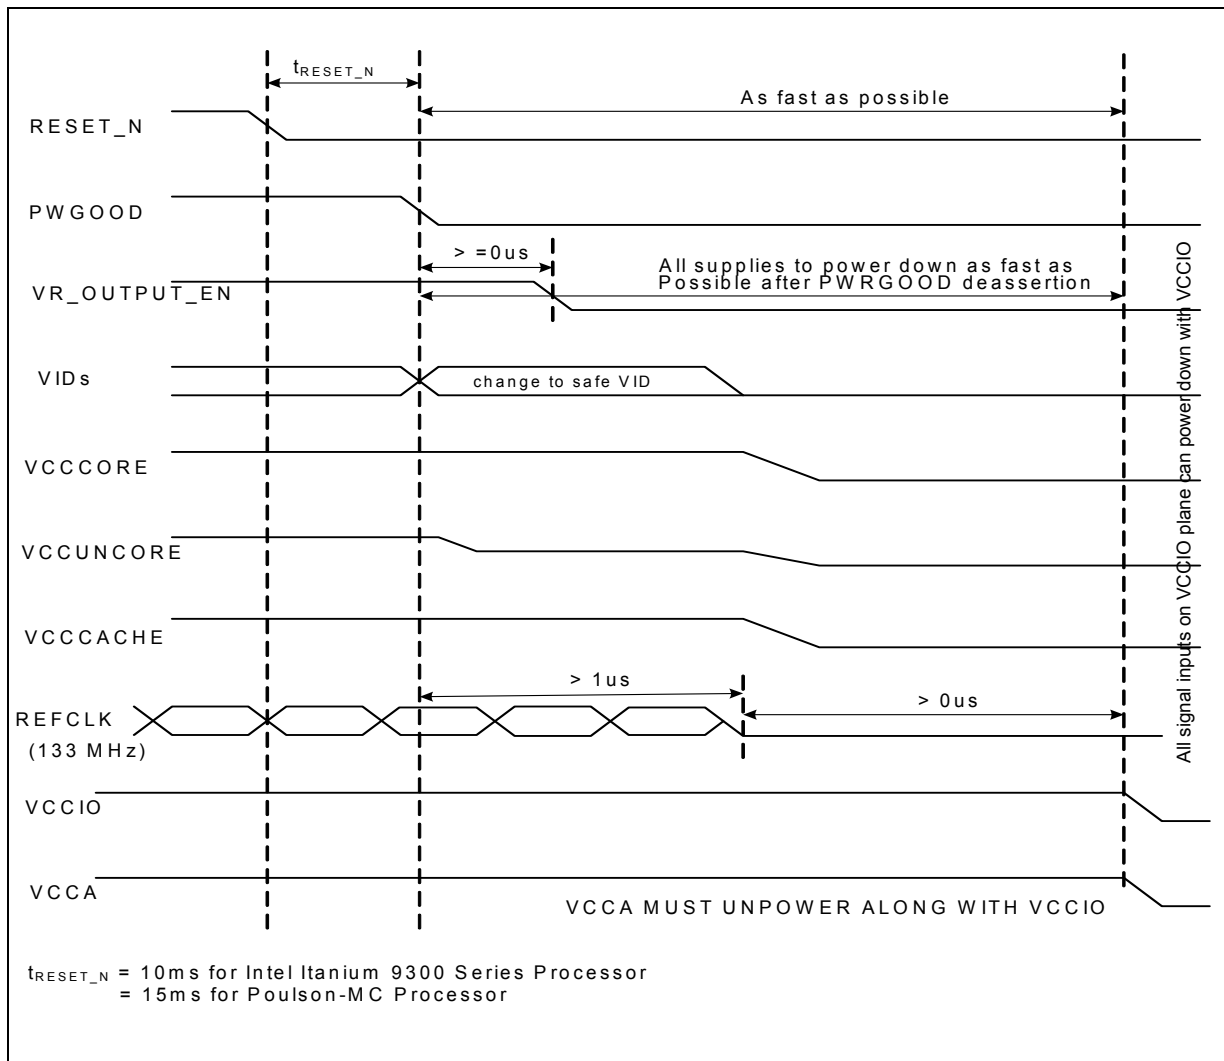 tRESET_N
As fast as possible
RESET_N
PWGOOD
> =0us
All supplies to power down as fast as
Possible after PWRGOOD deassertion
VR_OUTPUT_EN
VIDs
change to safe VID
VCCCORE
VCCUNCORE
VCCCACHE
> 1us
> 0us
REFCLK
(133 MHz)
VCCIO
VCCA
VCCA MUST UNPOWER ALONG WITH VCCIO
All signal inputs on VCCIO plane can power down with VCCIO
tRESET_N = 10ms for Intel Itanium 9300 Series Processor
= 15ms for Poulson-MC Processor